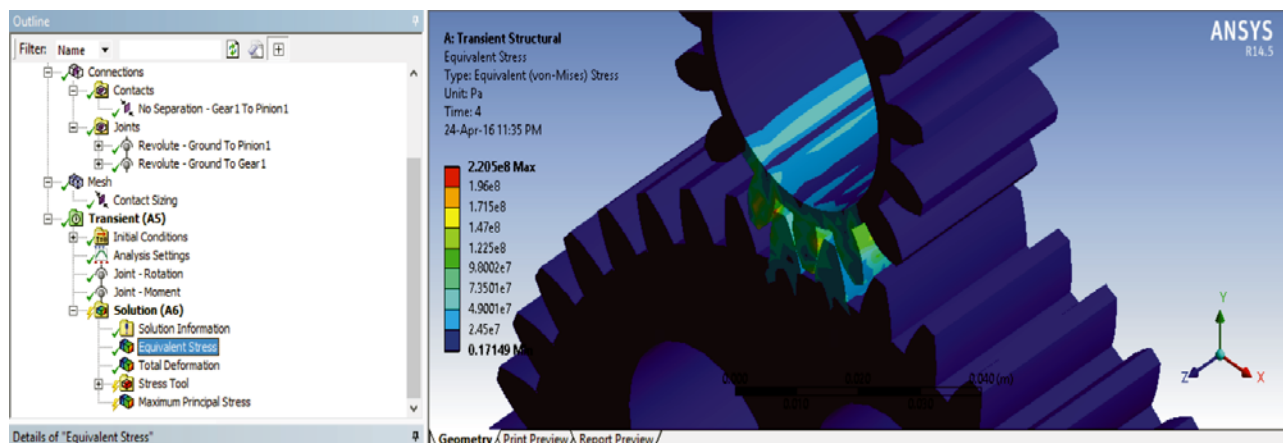 Outline
Filter: Name
Connections
Contacts
No Separation - Gear1 To Pinion1
Joints
Revolute - Ground To Pinion1
Revolute - Ground To Gear1
Mesh
Contact Sizing
Transient (A5)
Initial Conditions
Analysis Settings
Joint - Rotation
Joint - Moment
Solution (A6)
Solution Information
Equivalent Stress
Total Deformation
Stress Tool
Maximum Principal Stress
Details of "Equivalent Stress"
A: Transient Structural
Equivalent Stress
Type: Equivalent (von-Mises) Stress
Unit: Pa
Time: 4
24-Apr-16 11:35 PM
2.205e8 Max
1.96e8
1.715e8
1.47e8
1.225e8
9.8002e7
7.3501e7
4.9001e7
2.45e7
0.17149
ANSYS
R14.5
0.000
0.020
0.040 (m)
0.010
0.030
Y
Z
X
Geometry Print Preview Report Preview